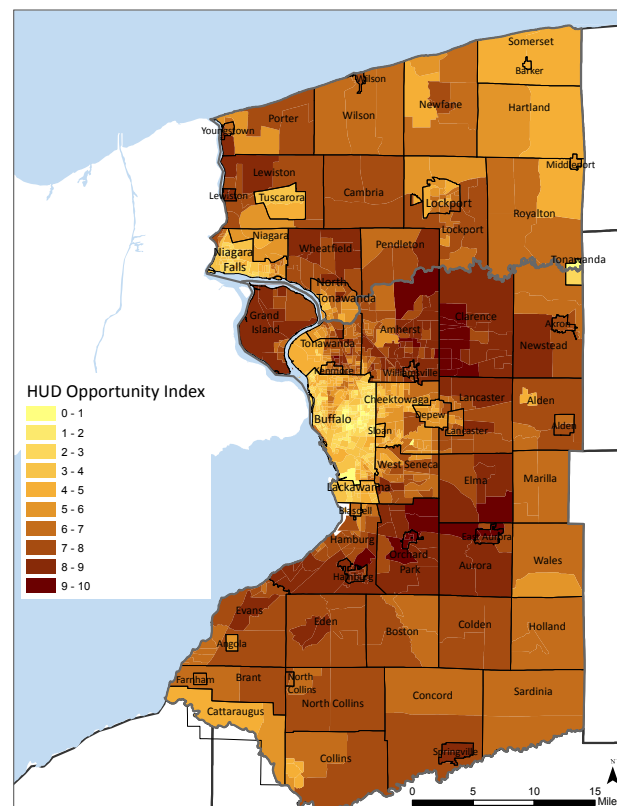 Somerset
Barker
Wilson
Newfane
Wilson
Hartland
Porter
Youngstown
Middleport
Lewiston
Lewiston
Tuscarora
Cambria
Lockport
Royalton
Lockport
Niagara
Niagara
Falls
Wheatfield
Pendleton
Tonawanda
North
Tonawanda
Grand
Island
Amherst
Clarence
Akron
Newstead
Tonawanda
Kenmore
Williamsville
HUD Opportunity Index
0 - 1
1 - 2
2 - 3
3 - 4
4 - 5
5 - 6
6 - 7
7 - 8
8 - 9
9 - 10
Cheektowaga
Lancaster
Alden
Buffalo
Depew
Sloan
Lancaster
Alden
West Seneca
Elma
Marilla
Lackawanna
Blasdell
Hamburg
East Aurora
Orchard
Park
Aurora
Wales
Hamburg
Evans
Eden
Boston
Colden
Holland
Angola
Farnham
Brant
North
Collins
North Collins
Concord
Sardinia
Cattaraugus
Collins
Springville
N
0 5 10 15
Mile